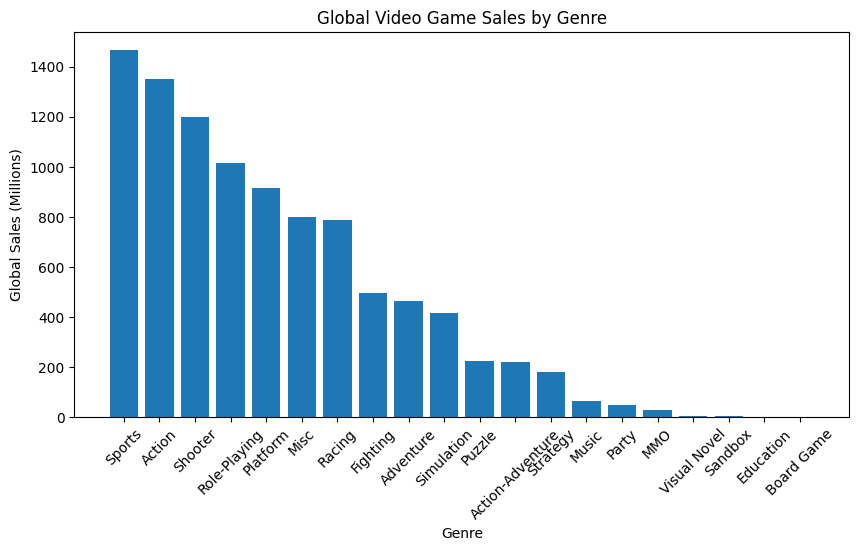 Global Video Game Sales by Genre
Global Sales (Millions)
1400
1200
1000
800
600
400
200
0
Sports
Action
Shooter
Role-Playing
Platform
Misc
Racing
Fighting
Adventure
Simulation
Puzzle
Action-Adventure
Strategy
Music
Party
MMO
Visual Novel
Sandbox
Education
Board Game
Genre